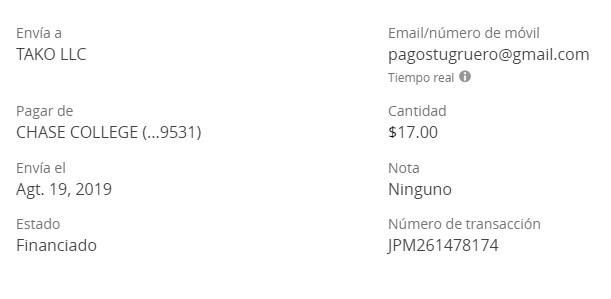 Envía a
TAKO LLC
Email/número de móvil
pagostugruero@gmail.com
Tiempo real
Pagar de
CHASE COLLEGE (...9531)
Cantidad
$17.00
Envía el
Agt. 19, 2019
Nota
Ninguno
Estado
Financiado
Número de transacción
JPM261478174